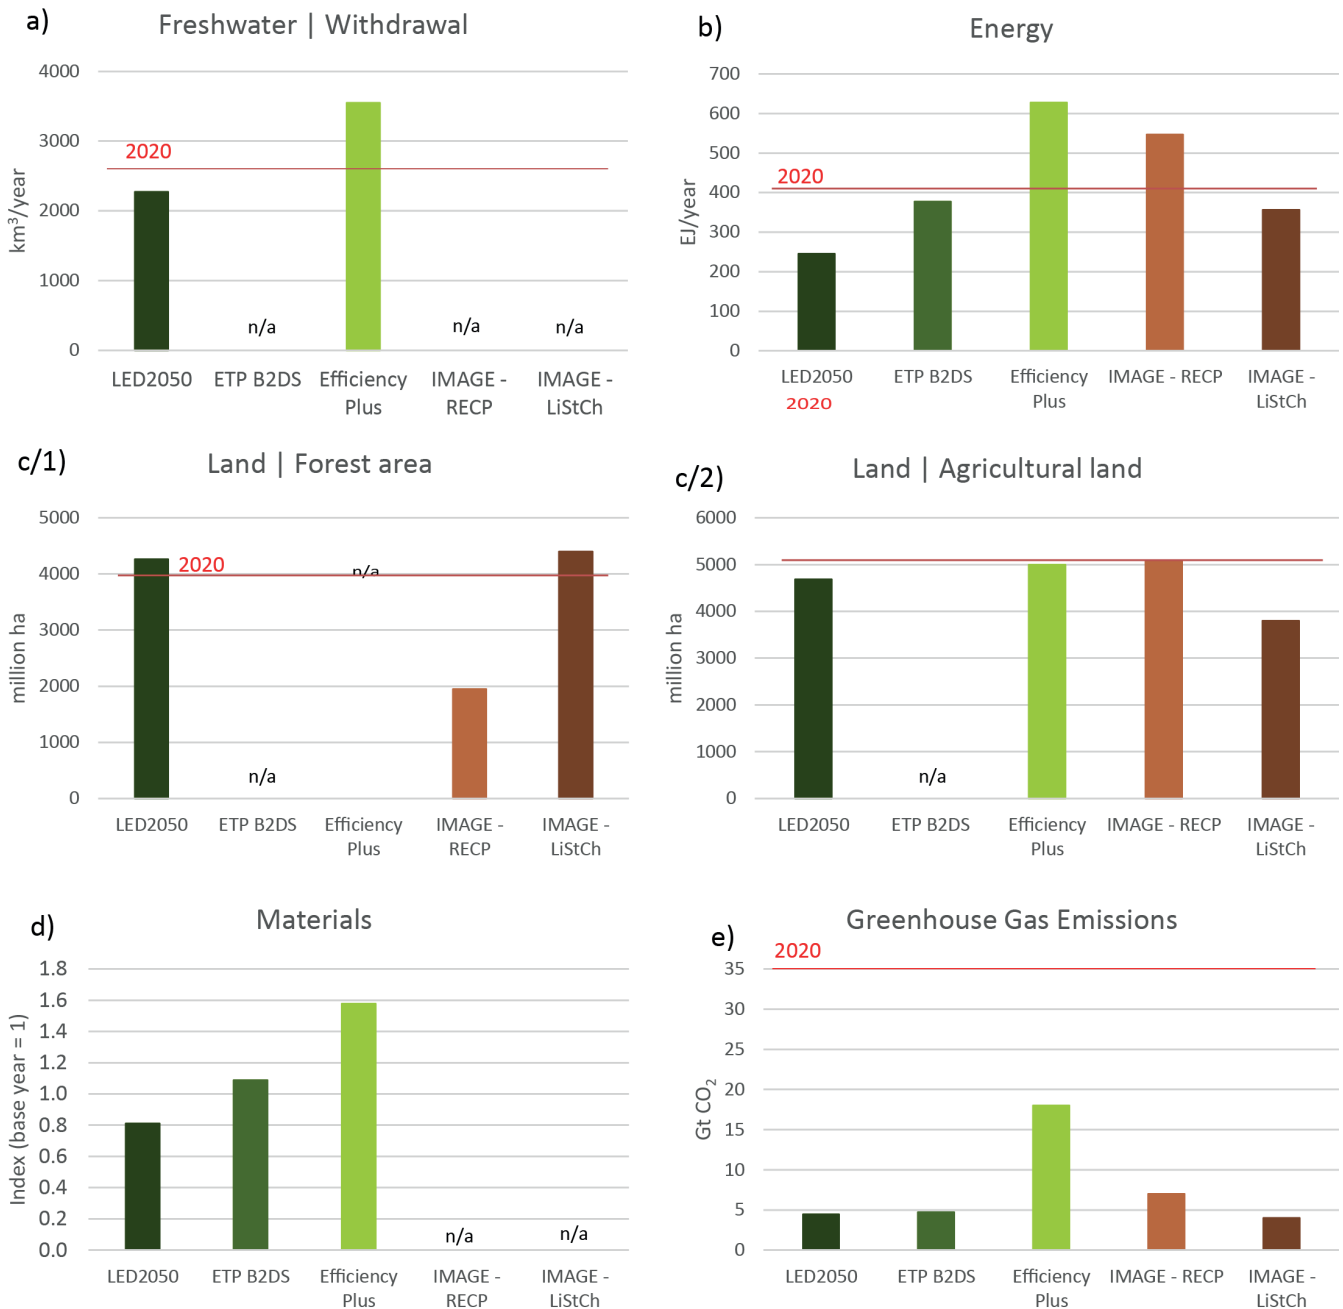 a)
Freshwater | Withdrawal
4000
3000
2000
1000
0
km³/year
2020
n/a
n/a
n/a
LED2050
ETP B2DS
Efficiency
Plus
IMAGE -
RECP
IMAGE -
LiStCh
b)
Energy
700
600
500
400
300
200
100
0
EJ/year
2020
LED2050
2020
ETP B2DS
Efficiency
Plus
IMAGE - RECP
IMAGE -
LiStCh
c/1)
Land | Forest area
5000
4000
3000
2000
1000
0
million ha
2020
n/a
n/a
LED2050
ETP B2DS
Efficiency
Plus
IMAGE -
RECP
IMAGE -
LiStCh
c/2)
Land | Agricultural land
6000
5000
4000
3000
2000
1000
0
million ha
n/a
LED2050
ETP B2DS
Efficiency
Plus
IMAGE - RECP
IMAGE -
LiStCh
d)
Materials
1.8
1.6
1.4
1.2
1.0
0.8
0.6
0.4
0.2
0.0
Index (base year = 1)
n/a
n/a
LED2050
ETP B2DS
Efficiency
Plus
IMAGE -
RECP
IMAGE -
LiStCh
e)
Greenhouse Gas Emissions
2020
35
30
25
20
15
10
5
0
Gt CO₂
LED2050
ETP B2DS
Efficiency
Plus
IMAGE - RECP
IMAGE -
LiStCh